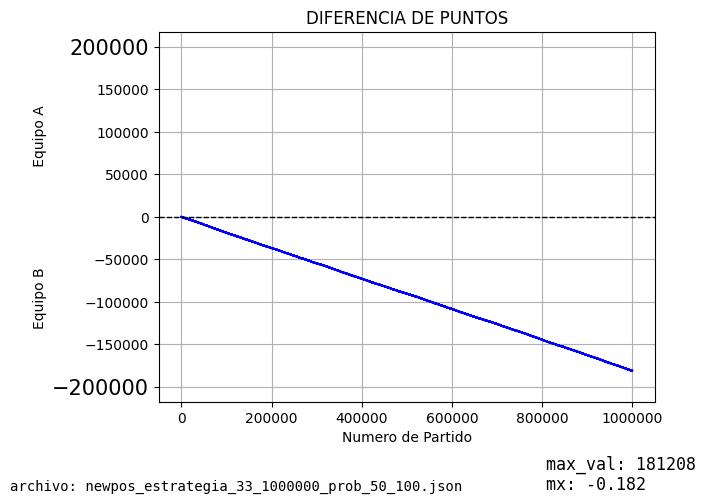 DIFERENCIA DE PUNTOS
200000
150000
100000
50000
0
−50000
−100000
−150000
−200000
Equipo A
Equipo B
0 200000 400000 600000 800000 1000000
Numero de Partido
max_val: 181208
archivo: newpos_estrategia_33_1000000_prob_50_100.json mx: -0.182